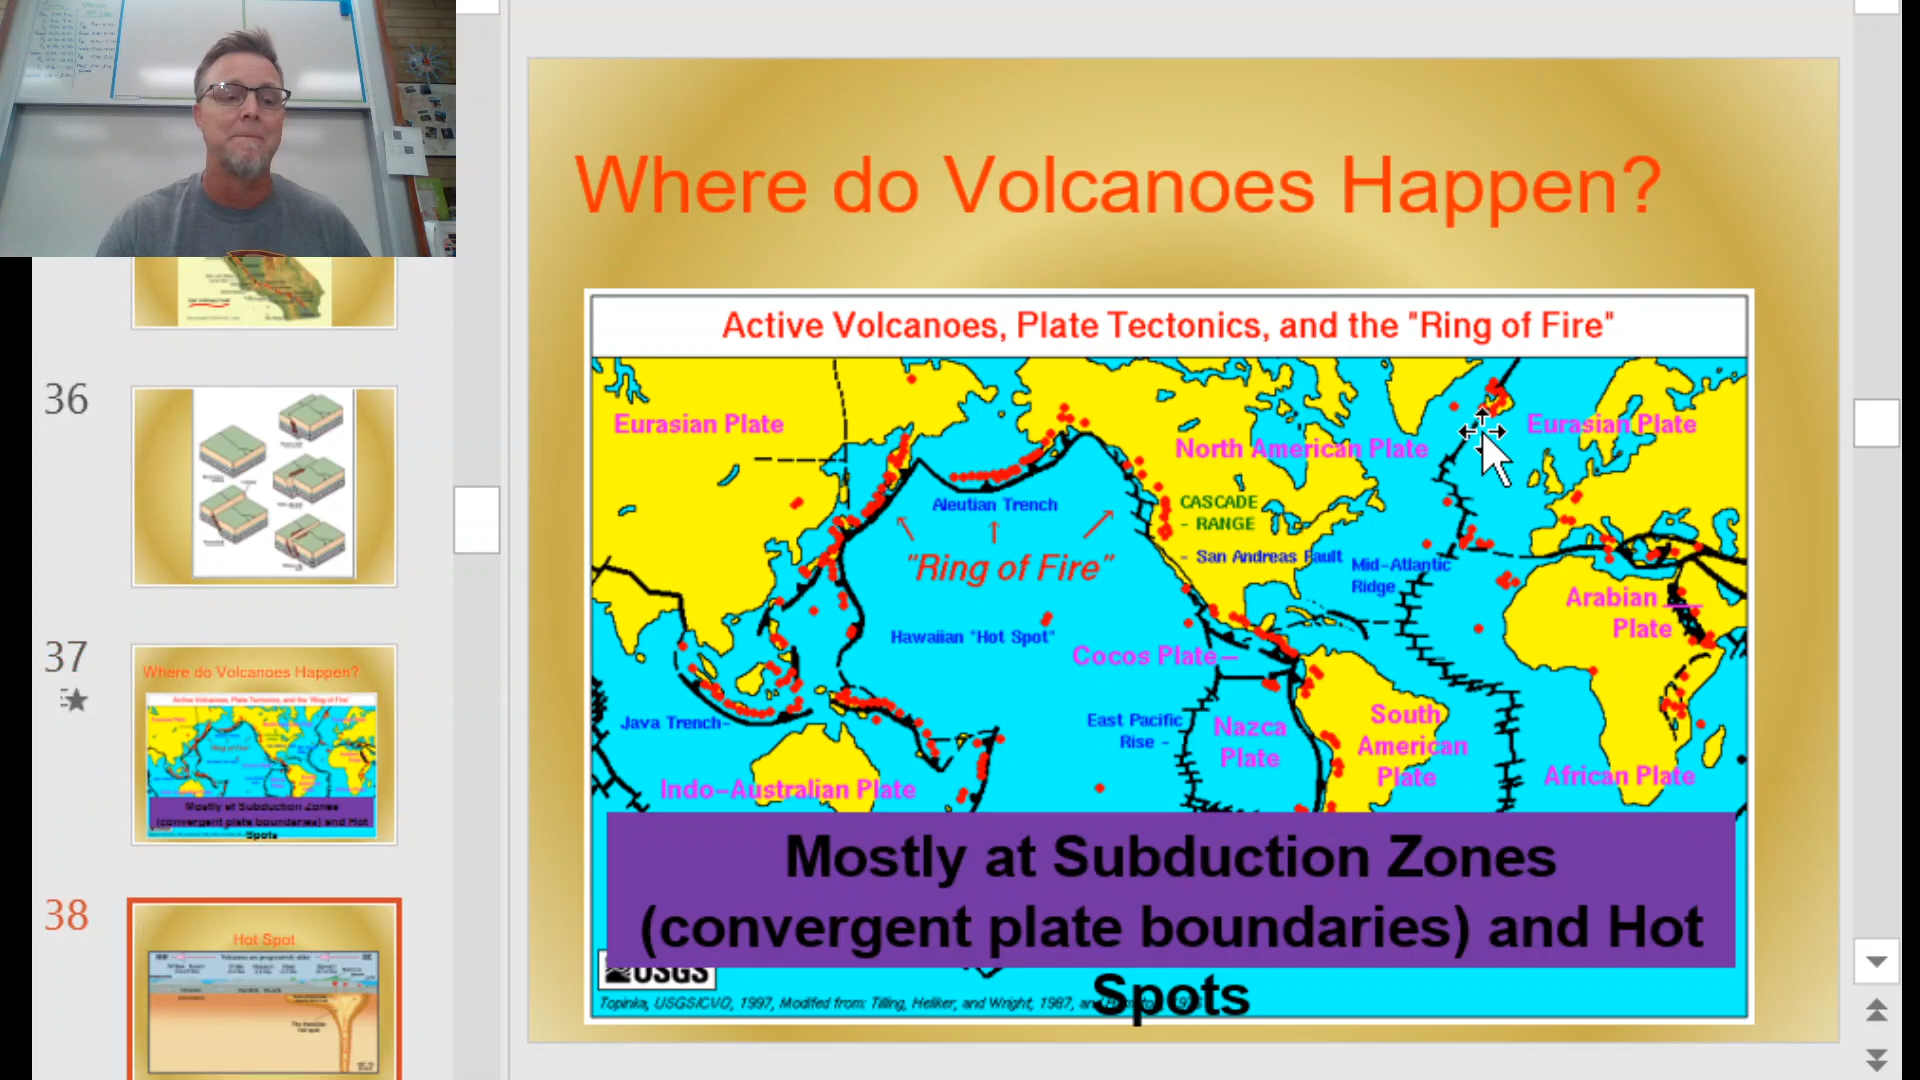 Where do Volcanoes Happen?
Active Volcanoes, Plate Tectonics, and the "Ring of Fire"
Eurasian Plate
North American Plate
Eurasian Plate
Aleutian Trench
CASCADE
- RANGE
"Ring of Fire"
- San Andreas Fault
Mid-Atlantic
Ridge
Arabian
Plate
Hawaiian "Hot Spot"
Cocos Plate
Java Trench
East Pacific
Rise -
Nazca
Plate
South
American
Plate
Indo-Australian Plate
African Plate
Mostly at Subduction Zones
(convergent plate boundaries) and Hot
Spots
USGS
Topinka, USGS/CVO, 1997, Modified from: Tilling, Heliker, and Wright, 1987, and
36
37
Where do Volcanoes Happen?
Active Volcanoes, Plate Tectonics, and the "Ring of Fire"
Mostly at Subduction Zones
(convergent plate boundaries) and Hot
Spots
38
Hot Spot